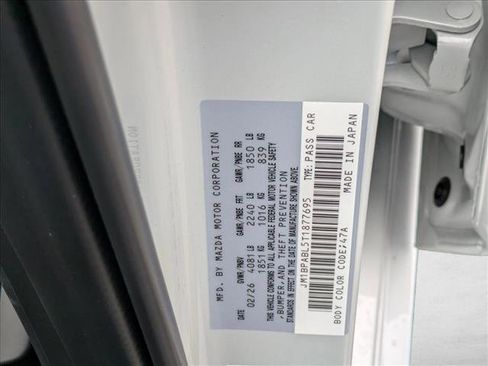 MFD. BY MAZDA MOTOR CORPORATION
DATE GVWR/PNBV GAWR/PNBE FRT GAWR/PNBE RR
02/26 4081 LB 2240 LB 1850 LB
1851 KG 1016 KG 839 KG
THIS VEHICLE CONFORMS TO ALL APPLICABLE FEDERAL MOTOR VEHICLE SAFETY
, BUMPER, AND THEFT PREVENTION
STANDARDS IN EFFECT ON THE DATE OF MANUFACTURE SHOWN ABOVE.
JM1BPABL5T1877695 TYPE: PASS CAR
MADE IN JAPAN
BODY COLOR CODE:47A